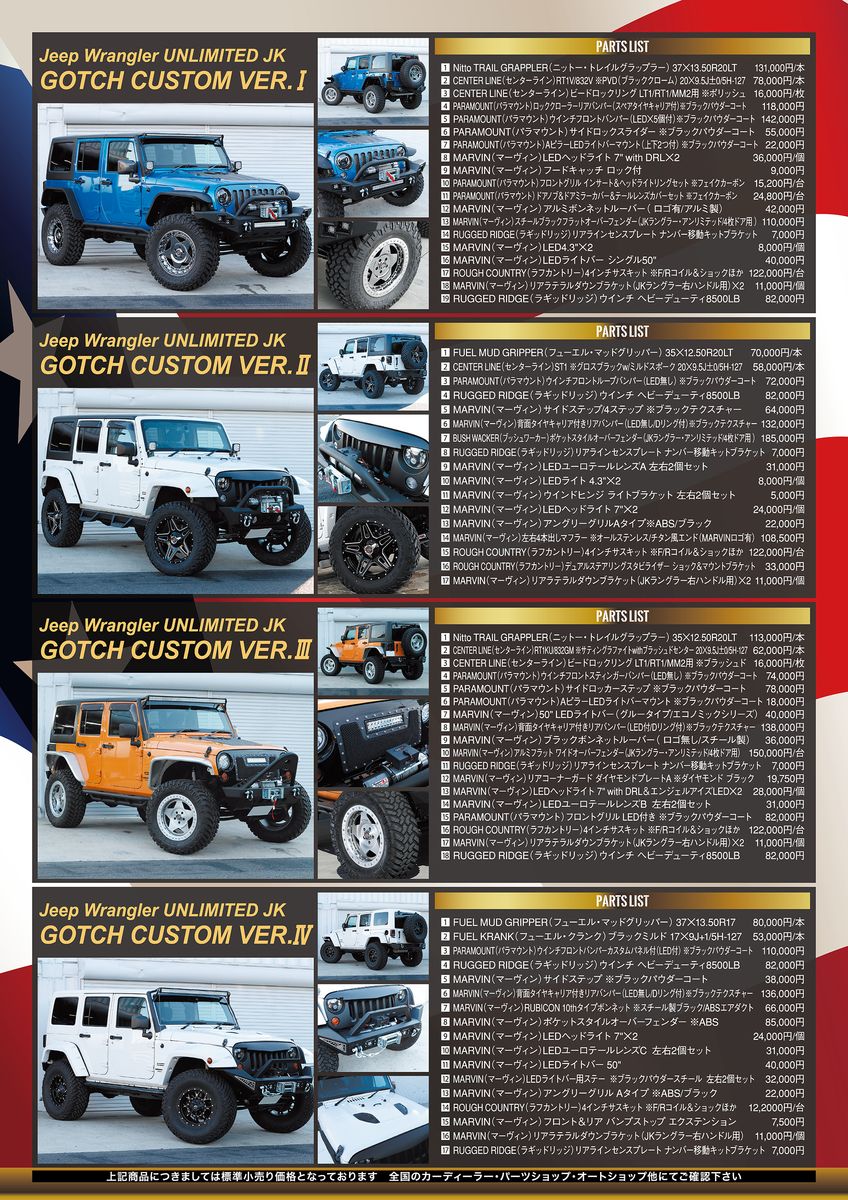 Jeep Wrangler UNLIMITED JK
GOTCH CUSTOM VER.Ⅰ
PARTS LIST
1 Nitto TRAIL GRAPPLER（ニットー・トレイルグラップラー）37×13.50R20LT 131,000円/本
2 CENTER LINE（センターライン）RT1V/832V ※PVD（ブラッククローム）20×9.5J±0/5H-127 78,000円/本
3 CENTER LINE（センターライン）ビードロックリング LT1/RT1/MM2用 ※ポリッシュ 16,000円/枚
4 PARAMOUNT（パラマウント）ロッククローラーリアバンパー（スペアタイヤキャリア付）※ブラックパウダーコート 118,000円
5 PARAMOUNT（パラマウント）ウインチフロントバンパー（LED×5個付）※ブラックパウダーコート 142,000円
6 PARAMOUNT（パラマウント）サイドロックスライダー ※ブラックパウダーコート 55,000円
7 PARAMOUNT（パラマウント）AピラーLEDライトバーマウント（上下2つ付）※ブラックパウダーコート 22,000円
8 MARVIN（マーヴィン）LEDヘッドライト 7" with DRL×2 36,000円/個
9 MARVIN（マーヴィン）フードキャッチ ロック付 9,000円
10 PARAMOUNT（パラマウント）フロントグリル インサート&ヘッドライトリングセット ※フェイクカーボン 15,200円/台
11 PARAMOUNT（パラマウント）ドアノブ&ドアミラーカバー&テールレンズカバーセット ※フェイクカーボン 24,800円/台
12 MARVIN（マーヴィン）アルミボンネットルーバー（ ロゴ有/アルミ製） 42,000円
13 MARVIN（マーヴィン）スチールブラックフラットオーバーフェンダー（JKラングラー・アンリミテッド/4枚ドア用）110,000円
14 RUGGED RIDGE（ラギッドリッジ）リアラインセンスプレート ナンバー移動キットブラケット 7,000円
15 MARVIN（マーヴィン）LED4.3"×2 8,000円/個
16 MARVIN（マーヴィン）LEDライトバー シングル50" 40,000円
17 ROUGH COUNTRY（ラフカントリー）4インチサスキット ※F/Rコイル&ショックほか 122,000円/台
18 MARVIN（マーヴィン）リアラテラルダウンブラケット（JKラングラー右ハンドル用）×2 11,000円/個
19 RUGGED RIDGE（ラギッドリッジ）ウインチ ヘビーデューティ8500LB 82,000円
Jeep Wrangler UNLIMITED JK
GOTCH CUSTOM VER.Ⅱ
PARTS LIST
1 FUEL MUD GRIPPER（フューエル・マッドグリッパー）35×12.50R20LT 70,000円/本
2 CENTER LINE（センターライン）ST1 ※グロスブラックw/ミルドスポーク 20×9.5J±0/5H-127 58,000円/本
3 PARAMOUNT（パラマウント）ウインチフロントループバンパー（LED無し）※ブラックパウダーコート 72,000円
4 RUGGED RIDGE（ラギッドリッジ）ウインチ ヘビーデューティ8500LB 82,000円
5 MARVIN（マーヴィン）サイドステップ/4ステップ ※ブラックテクスチャー 64,000円
6 MARVIN（マーヴィン）背面タイヤキャリア付きリアバンパー（LED無し/Dリング付）※ブラックテクスチャー 132,000円
7 BUSH WACKER（ブッシュワーカー）ポケットスタイルオーバーフェンダー（JKラングラー・アンリミテッド/4枚ドア用）185,000円
8 RUGGED RIDGE（ラギッドリッジ）リアラインセンスプレート ナンバー移動キットブラケット 7,000円
9 MARVIN（マーヴィン）LEDユーロテールレンズA 左右2個セット 31,000円
10 MARVIN（マーヴィン）LEDライト 4.3"×2 8,000円/個
11 MARVIN（マーヴィン）ウインドヒンジ ライトブラケット 左右2個セット 5,000円
12 MARVIN（マーヴィン）LEDヘッドライト 7"×2 24,000円/個
13 MARVIN（マーヴィン）アングリーグリルAタイプ※ABS/ブラック 22,000円
14 MARVIN（マーヴィン）左右4本出しマフラー ※オールステンレス/チタン風エンド（MARVINロゴ有）108,500円
15 ROUGH COUNTRY（ラフカントリー）4インチサスキット ※F/Rコイル&ショックほか 122,000円/台
16 ROUGH COUNTRY（ラフカントリー）デュアルステアリングスタビライザー ショック&マウントブラケット 33,000円
17 MARVIN（マーヴィン）リアラテラルダウンブラケット（JKラングラー右ハンドル用）×2 11,000円/個
Jeep Wrangler UNLIMITED JK
GOTCH CUSTOM VER.Ⅲ
PARTS LIST
1 Nitto TRAIL GRAPPLER（ニットー・トレイルグラップラー）35×12.50R20LT 113,000円/本
2 CENTER LINE（センターライン）RT1KU/832GM ※サティングラファイトwithブラッシュドセンター 20×9.5J±0/5H-127 62,000円/本
3 CENTER LINE（センターライン）ビードロックリング LT1/RT1/MM2用 ※ブラッシュド 16,000円/枚
4 PARAMOUNT（パラマウント）ウインチフロントスティンガーバンパー（LED無し）※ブラックパウダーコート 74,000円
5 PARAMOUNT（パラマウント）サイドロッカーステップ ※ブラックパウダーコート 78,000円
6 PARAMOUNT（パラマウント）AピラーLEDライトバーマウント ※ブラックパウダーコート 18,000円
7 MARVIN（マーヴィン）50" LEDライトバー（グルータイプ/エコノミックシリーズ） 40,000円
8 MARVIN（マーヴィン）背面タイヤキャリア付きリアバンパー（LED付/Dリング付）※ブラックテクスチャー 138,000円
9 MARVIN（マーヴィン）ブラックボンネットルーバー（ ロゴ無し/スチール製） 36,000円
10 MARVIN（マーヴィン）アルミフラット ワイドオーバーフェンダー（JKラングラー・アンリミテッド/4枚ドア用） 150,000円/台
11 RUGGED RIDGE（ラギッドリッジ）リアラインセンスプレート ナンバー移動キットブラケット 7,000円
12 MARVIN（マーヴィン）リアコーナーガード ダイヤモンドプレートA ※ダイヤモンド ブラック 19,750円
13 MARVIN（マーヴィン）LEDヘッドライト 7" with DRL&エンジェルアイズLED×2 28,000円/個
14 MARVIN（マーヴィン）LEDユーロテールレンズB 左右2個セット 31,000円
15 PARAMOUNT（パラマウント）フロントグリル LED付き ※ブラックパウダーコート 82,000円
16 ROUGH COUNTRY（ラフカントリー）4インチサスキット ※F/Rコイル&ショックほか 122,000円/台
17 MARVIN（マーヴィン）リアラテラルダウンブラケット（JKラングラー右ハンドル用）×2 11,000円/個
18 RUGGED RIDGE（ラギッドリッジ）ウインチ ヘビーデューティ8500LB 82,000円
Jeep Wrangler UNLIMITED JK
GOTCH CUSTOM VER.Ⅳ
PARTS LIST
1 FUEL MUD GRIPPER（フューエル・マッドグリッパー）37×13.50R17 80,000円/本
2 FUEL KRANK（フューエル・クランク）ブラックミルド 17×9J+1/5H-127 53,000円/本
3 PARAMOUNT（パラマウント）ウインチフロントバンパーカスタムパネル付（LED付）※ブラックパウダーコート 110,000円
4 RUGGED RIDGE（ラギッドリッジ）ウインチ ヘビーデューティ8500LB 82,000円
5 MARVIN（マーヴィン）サイドステップ ※ブラックパウダーコート 38,000円
6 MARVIN（マーヴィン）背面タイヤキャリア付きリアバンパー（LED無し/Dリング付）※ブラックテクスチャー 136,000円
7 MARVIN（マーヴィン）RUBICON 10thタイプボンネット ※スチール製ブラック/ABSエアダクト 66,000円
8 MARVIN（マーヴィン）ポケットスタイルオーバーフェンダー ※ABS 85,000円
9 MARVIN（マーヴィン）LEDヘッドライト 7"×2 24,000円/個
10 MARVIN（マーヴィン）LEDユーロテールレンズC 左右2個セット 31,000円
11 MARVIN（マーヴィン）LEDライトバー 50" 40,000円
12 MARVIN（マーヴィン）LEDライトバー用ステー ※ブラックパウダースチール 左右2個セット 32,000円
13 MARVIN（マーヴィン）アングリーグリル Aタイプ ※ABS/ブラック 22,000円
14 ROUGH COUNTRY（ラフカントリー）4インチサスキット ※F/Rコイル&ショックほか 12,2000円/台
15 MARVIN（マーヴィン）フロント&リア バンプストップ エクステンション 7,500円
16 MARVIN（マーヴィン）リアラテラルダウンブラケット（JKラングラー右ハンドル用） 11,000円/個
17 RUGGED RIDGE（ラギッドリッジ）リアラインセンスプレート ナンバー移動キットブラケット 7,000円
上記商品につきましては標準小売り価格となっております 全国のカーディーラー・パーツショップ・オートショップ他にてご確認下さい